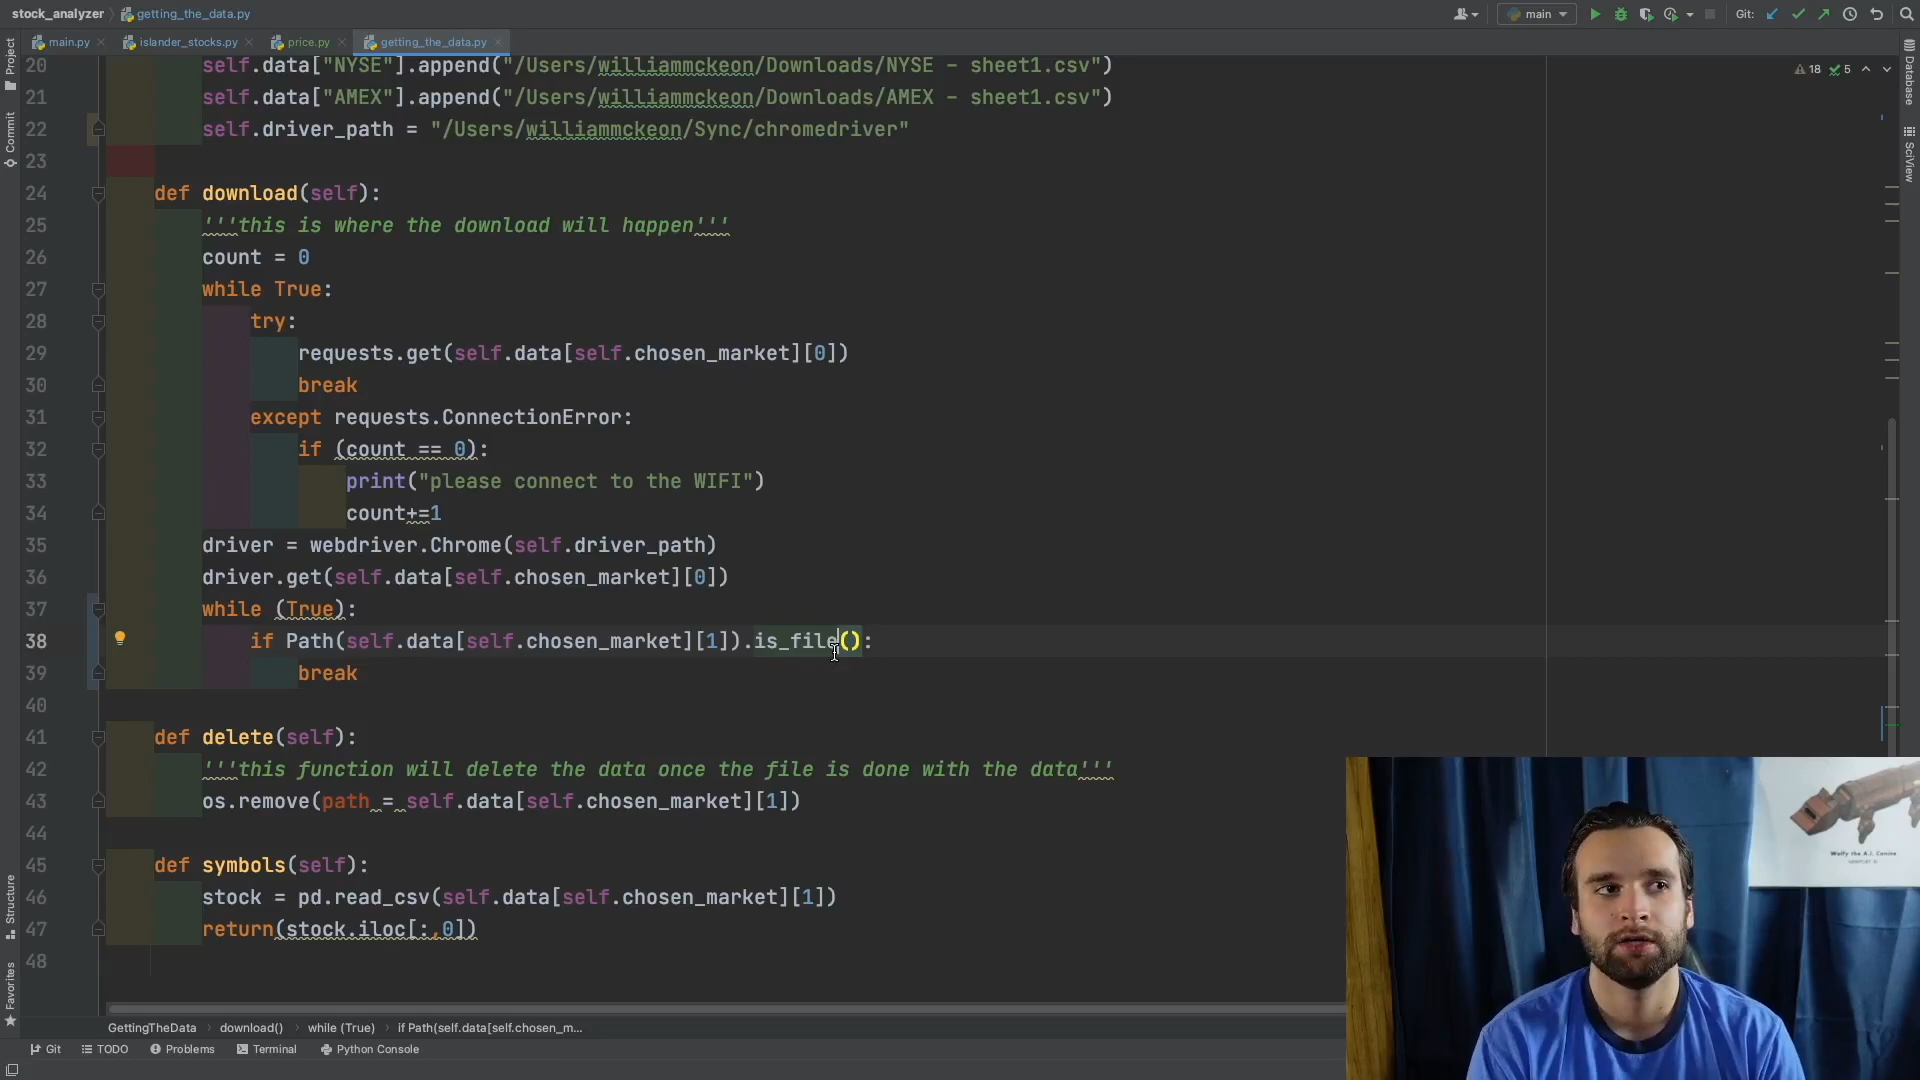 stock_analyzer getting_the_data.py main Git:
main.py islander_stocks.py price.py getting_the_data.py
Project
Commit
Structure
Favorites
Database
SciView
18 5
20 self.data["NYSE"].append("/Users/williammckeon/Downloads/NYSE - sheet1.csv")
21 self.data["AMEX"].append("/Users/williammckeon/Downloads/AMEX - sheet1.csv")
22 self.driver_path = "/Users/williammckeon/Sync/chromedriver"
23
24 def download(self):
25 '''this is where the download will happen'''
26 count = 0
27 while True:
28 try:
29 requests.get(self.data[self.chosen_market][0])
30 break
31 except requests.ConnectionError:
32 if (count == 0):
33 print("please connect to the WIFI")
34 count+=1
35 driver = webdriver.Chrome(self.driver_path)
36 driver.get(self.data[self.chosen_market][0])
37 while (True):
38 if Path(self.data[self.chosen_market][1]).is_file():
39 break
40
41 def delete(self):
42 '''this function will delete the data once the file is done with the data'''
43 os.remove(path = self.data[self.chosen_market][1])
44
45 def symbols(self):
46 stock = pd.read_csv(self.data[self.chosen_market][1])
47 return(stock.iloc[:,0])
48
Welfy the A.I. Canine
GettingTheData download() while (True) if Path(self.data[self.chosen_m...
Git TODO Problems Terminal Python Console